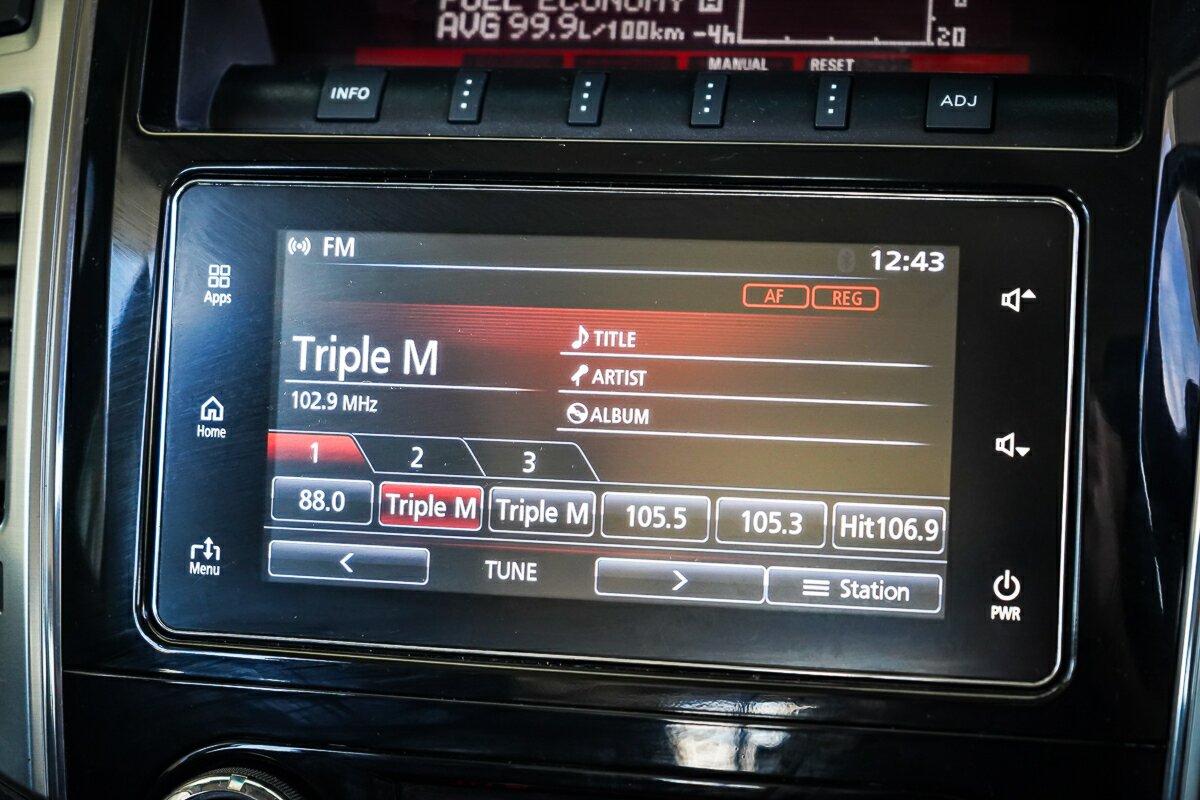 FUEL ECONOMY
AVG 99.9L/100km -4h
20
MANUAL RESET
INFO ADJ
FM 12:43
Apps
AF REG
Triple M
TITLE
102.9 MHz
ARTIST
ALBUM
Home
1 2 3
88.0 Triple M Triple M 105.5 105.3 Hit106.9
< TUNE > Station
Menu
PWR